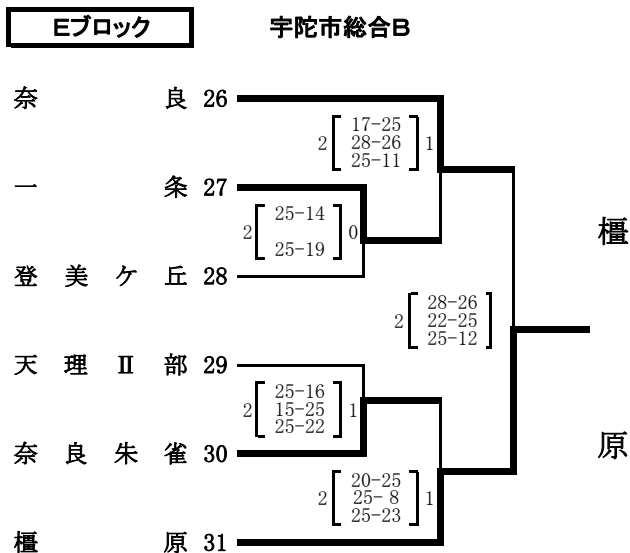 Eブロック 宇陀市総合B
奈良 26
17-25
2 28-26 1
25-11
一条 27
25-14
2 0
25-19
橿
登美ケ丘 28
28-26
2 22-25
25-12
天理Ⅱ部 29
25-16
2 15-25 1
25-22
原
奈良朱雀 30
20-25
2 25- 8 1
25-23
橿原 31